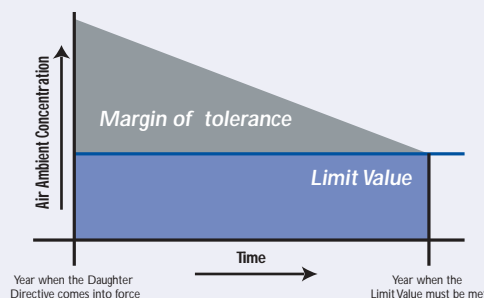 Air Ambient Concentration
Margin of tolerance
Limit Value
Time
Year when the Daughter
Directive comes into force
Year when the
Limit Value must be met